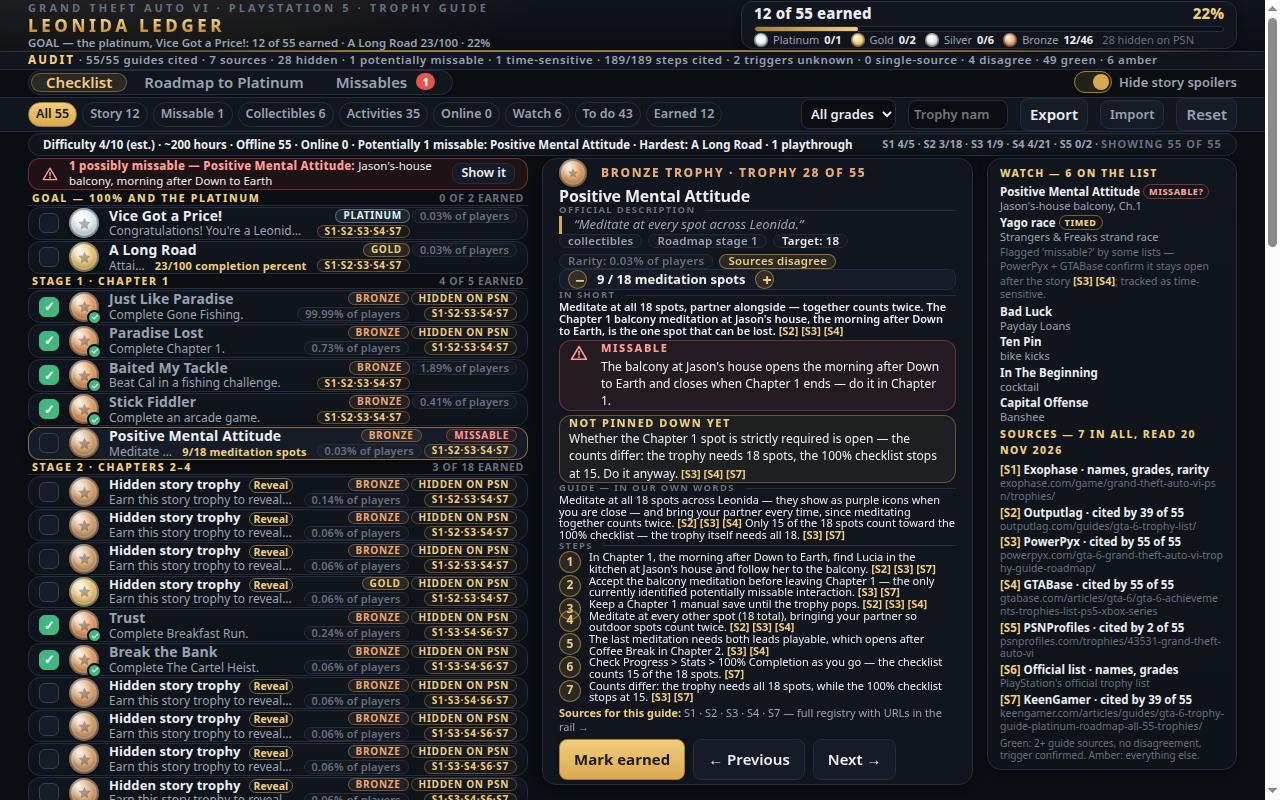 GRAND THEFT AUTO VI · PLAYSTATION 5 · TROPHY GUIDE
LEONIDA LEDGER
GOAL — the platinum, Vice Got a Price!: 12 of 55 earned · A Long Road 23/100 · 22%
12 of 55 earned 22%
Platinum 0/1 Gold 0/2 Silver 0/6 Bronze 12/46 28 hidden on PSN
AUDIT · 55/55 guides cited · 7 sources · 28 hidden · 1 potentially missable · 1 time-sensitive · 189/189 steps cited · 2 triggers unknown · 0 single-source · 4 disagree · 49 green · 6 amber
Checklist Roadmap to Platinum Missables 1 Hide story spoilers
All 55 Story 12 Missable 1 Collectibles 6 Activities 35 Online 0 Watch 6 To do 43 Earned 12 All grades Trophy nam Export Import Reset
Difficulty 4/10 (est.) · ~200 hours · Offline 55 · Online 0 · Potentially 1 missable: Positive Mental Attitude · Hardest: A Long Road · 1 playthrough S1 4/5 · S2 3/18 · S3 1/9 · S4 4/21 · S5 0/2 · SHOWING 55 OF 55
1 possibly missable — Positive Mental Attitude: Jason's-house
balcony, morning after Down to Earth
Show it
GOAL — 100% AND THE PLATINUM 0 OF 2 EARNED
Vice Got a Price! PLATINUM 0.03% of players
Congratulations! You're a Leonid... S1·S2·S3·S4·S7
A Long Road GOLD 0.03% of players
Attai... 23/100 completion percent S1·S2·S3·S4·S7
STAGE 1 · CHAPTER 1 4 OF 5 EARNED
Just Like Paradise BRONZE HIDDEN ON PSN
Complete Gone Fishing. 99.99% of players S1·S2·S3·S4·S7
Paradise Lost BRONZE HIDDEN ON PSN
Complete Chapter 1. 0.73% of players S1·S2·S3·S4·S7
Baited My Tackle BRONZE 1.89% of players
Beat Cal in a fishing challenge. S1·S2·S3·S4·S7
Stick Fiddler BRONZE 0.41% of players
Complete an arcade game. S1·S2·S3·S4·S7
Positive Mental Attitude BRONZE MISSABLE
Meditate ... 9/18 meditation spots 0.03% of players S1·S2·S3·S4·S7
STAGE 2 · CHAPTERS 2–4 3 OF 18 EARNED
Hidden story trophy Reveal BRONZE HIDDEN ON PSN
Earn this story trophy to reveal... 0.14% of players S1·S2·S3·S4·S7
Hidden story trophy Reveal BRONZE HIDDEN ON PSN
Earn this story trophy to reveal... 0.06% of players S1·S2·S3·S4·S7
Hidden story trophy Reveal BRONZE HIDDEN ON PSN
Earn this story trophy to reveal... 0.06% of players S1·S2·S3·S4·S7
Hidden story trophy Reveal GOLD HIDDEN ON PSN
Earn this story trophy to reveal... 0.06% of players S1·S2·S3·S4·S7
Trust BRONZE HIDDEN ON PSN
Complete Breakfast Run. 0.24% of players S1·S3·S4·S6·S7
Break the Bank BRONZE HIDDEN ON PSN
Complete The Cartel Heist. 0.06% of players S1·S3·S4·S6·S7
Hidden story trophy Reveal BRONZE HIDDEN ON PSN
Earn this story trophy to reveal... 0.06% of players S1·S3·S4·S6·S7
Hidden story trophy Reveal BRONZE HIDDEN ON PSN
Earn this story trophy to reveal... 0.06% of players S1·S3·S4·S6·S7
Hidden story trophy Reveal BRONZE HIDDEN ON PSN
Earn this story trophy to reveal... 0.06% of players S1·S3·S4·S6·S7
Hidden story trophy Reveal BRONZE HIDDEN ON PSN
Earn this story trophy to reveal... 0.06% of players S1·S3·S4·S6·S7
BRONZE TROPHY · TROPHY 28 OF 55
Positive Mental Attitude
OFFICIAL DESCRIPTION
“Meditate at every spot across Leonida.”
collectibles Roadmap stage 1 Target: 18
Rarity: 0.03% of players Sources disagree
− 9 / 18 meditation spots +
IN SHORT
Meditate at all 18 spots, partner alongside — together counts twice. The
Chapter 1 balcony meditation at Jason's house, the morning after Down
to Earth, is the one spot that can be lost. [S2] [S3] [S4]
MISSABLE
The balcony at Jason's house opens the morning after Down
to Earth and closes when Chapter 1 ends — do it in Chapter
1.
NOT PINNED DOWN YET
Whether the Chapter 1 spot is strictly required is open — the
counts differ: the trophy needs 18 spots, the 100% checklist stops
at 15. Do it anyway. [S3] [S4] [S7]
GUIDE — IN OUR OWN WORDS
Meditate at all 18 spots across Leonida — they show as purple icons when
you are close — and bring your partner every time, since meditating
together counts twice. [S2] [S3] [S4] Only 15 of the 18 spots count toward the
100% checklist — the trophy itself needs all 18. [S3] [S7]
STEPS
1 In Chapter 1, the morning after Down to Earth, find Lucia in the
kitchen at Jason's house and follow her to the balcony. [S2] [S3] [S7]
2 Accept the balcony meditation before leaving Chapter 1 — the only
currently identified potentially missable interaction. [S3] [S7]
3 Keep a Chapter 1 manual save until the trophy pops. [S2] [S3] [S4]
4 Meditate at every other spot (18 total), bringing your partner so
outdoor spots count twice. [S2] [S3] [S4]
5 The last meditation needs both leads playable, which opens after
Coffee Break in Chapter 2. [S3] [S4]
6 Check Progress > Stats > 100% Completion as you go — the checklist
counts 15 of the 18 spots. [S7]
7 Counts differ: the trophy needs all 18 spots, while the 100% checklist
stops at 15. [S3] [S7]
Sources for this guide: S1 · S2 · S3 · S4 · S7 — full registry with URLs in the
rail →
Mark earned ← Previous Next →
WATCH — 6 ON THE LIST
Positive Mental Attitude MISSABLE?
Jason's-house balcony, Ch.1
Yago race TIMED
Strangers & Freaks strand race
Flagged 'missable?' by some lists —
PowerPyx + GTABase confirm it stays open
after the story [S3] [S4]; tracked as time-
sensitive.
Bad Luck
Payday Loans
Ten Pin
bike kicks
In The Beginning
cocktail
Capital Offense
Banshee
SOURCES — 7 IN ALL, READ 20
NOV 2026
[S1] Exophase · names, grades, rarity
exophase.com/game/grand-theft-auto-vi-ps
n/trophies/
[S2] Outputlag · cited by 39 of 55
outputlag.com/guides/gta-6-trophy-list/
[S3] PowerPyx · cited by 55 of 55
powerpyx.com/gta-6-grand-theft-auto-vi-trop
hy-guide-roadmap/
[S4] GTABase · cited by 55 of 55
gtabase.com/articles/gta-6/gta-6-achieveme
nts-trophies-list-ps5-xbox-series
[S5] PSNProfiles · cited by 2 of 55
psnprofiles.com/trophies/43531-grand-theft-
auto-vi
[S6] Official list · names, grades
PlayStation's official trophy list
[S7] KeenGamer · cited by 39 of 55
keengamer.com/articles/guides/gta-6-trophy-
guide-platinum-roadmap-all-55-trophies/
Green: 2+ guide sources, no disagreement,
trigger confirmed. Amber: everything else.